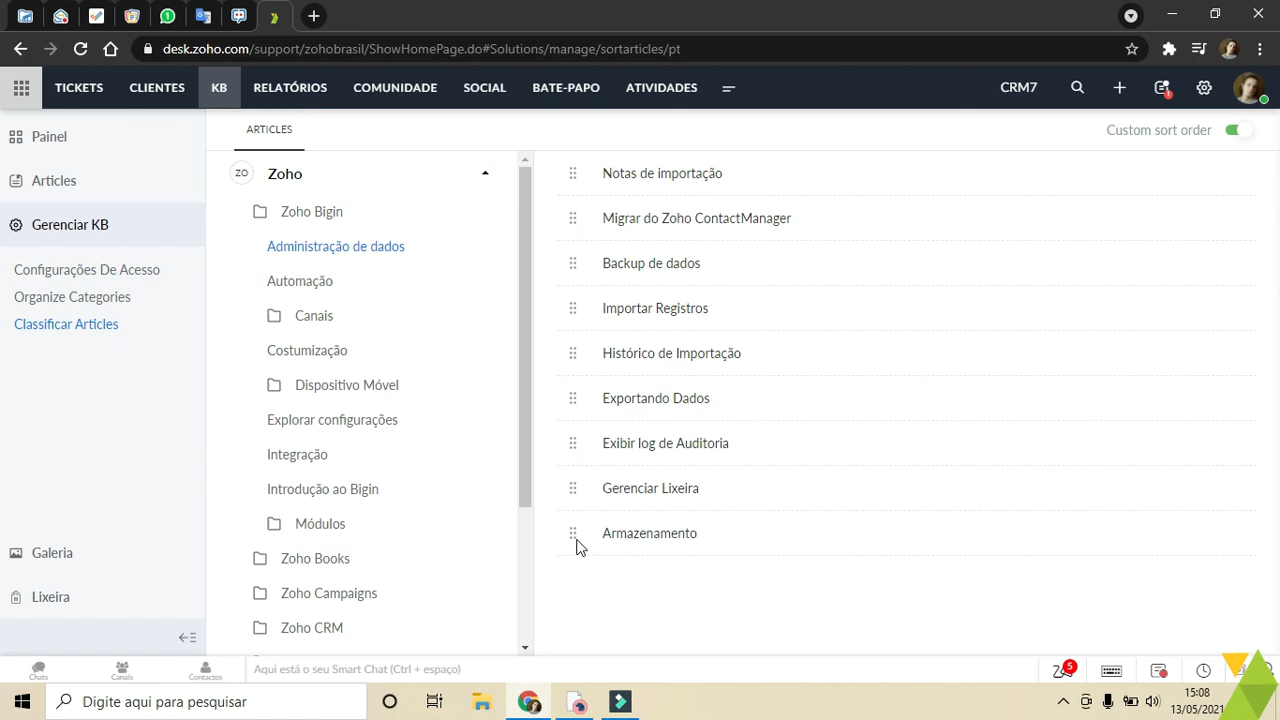 desk.zoho.com/support/zohobrasil/ShowHomePage.do#Solutions/manage/sortarticles/pt
TICKETS CLIENTES KB RELATÓRIOS COMUNIDADE SOCIAL BATE-PAPO ATIVIDADES CRM7
Painel
Articles
Gerenciar KB
Configurações De Acesso
Organize Categories
Classificar Articles
Galeria
Lixeira
ARTICLES
Custom sort order
ZO Zoho
Zoho Bigin
Administração de dados
Automação
Canais
Costumização
Dispositivo Móvel
Explorar configurações
Integração
Introdução ao Bigin
Módulos
Zoho Books
Zoho Campaigns
Zoho CRM
Notas de importação
Migrar do Zoho ContactManager
Backup de dados
Importar Registros
Histórico de Importação
Exportando Dados
Exibir log de Auditoria
Gerenciar Lixeira
Armazenamento
Chats Canais Contactos
Aqui está o seu Smart Chat (Ctrl + espaço)
5
Digite aqui para pesquisar
15:08
13/05/2021